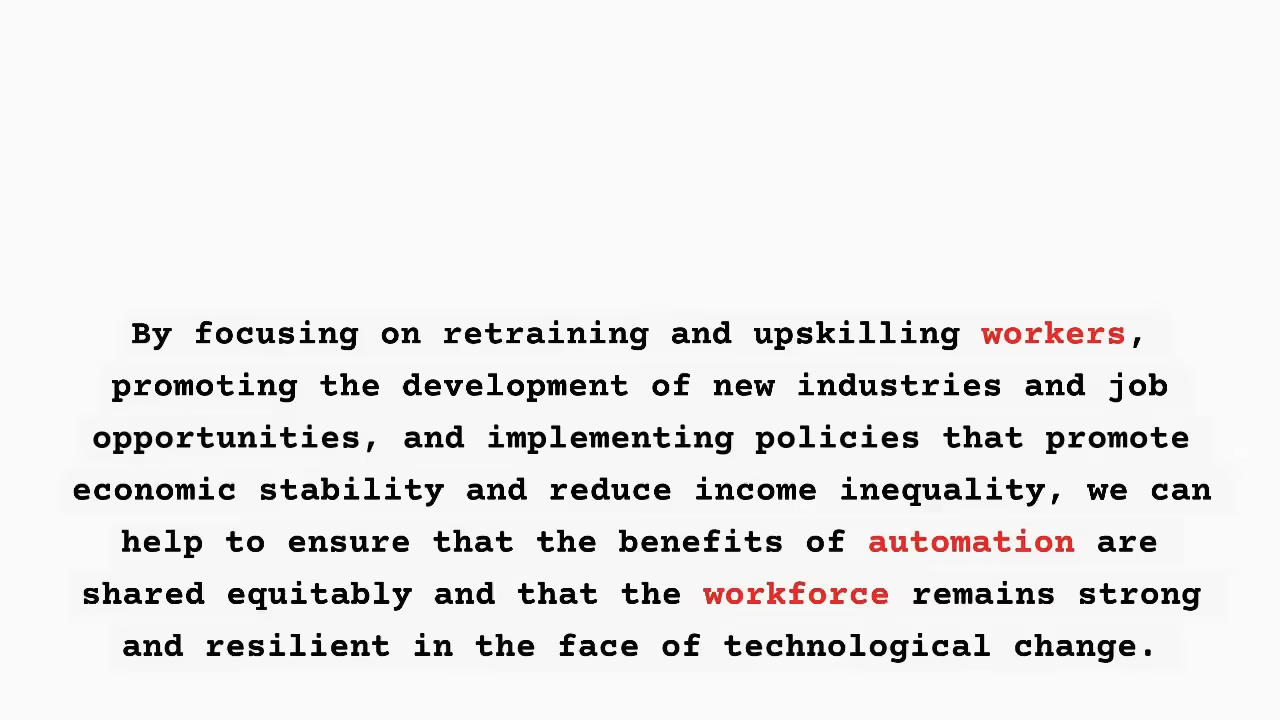 By focusing on retraining and upskilling workers,
promoting the development of new industries and job
opportunities, and implementing policies that promote
economic stability and reduce income inequality, we can
help to ensure that the benefits of automation are
shared equitably and that the workforce remains strong
and resilient in the face of technological change.